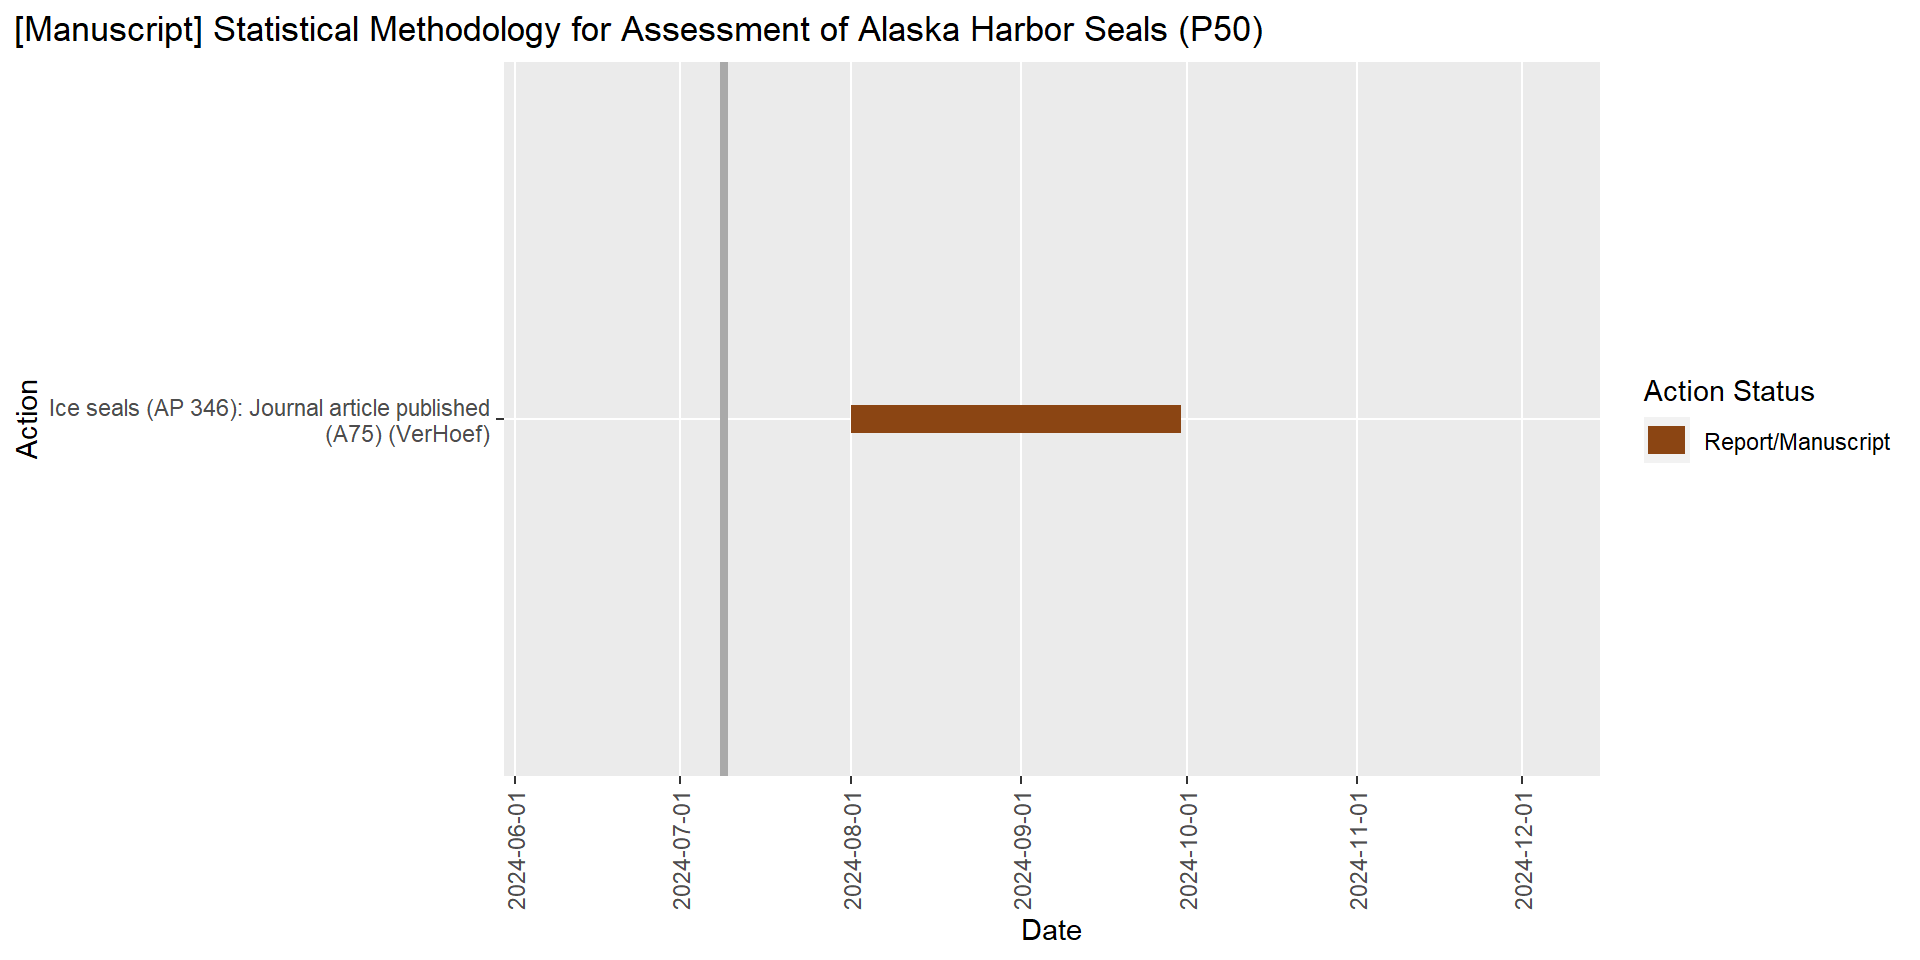 [Manuscript] Statistical Methodology for Assessment of Alaska Harbor Seals (P50)
Action
Ice seals (AP 346): Journal article published
(A75) (VerHoef)
Action Status
Report/Manuscript
2024-06-01
2024-07-01
2024-08-01
2024-09-01
2024-10-01
2024-11-01
2024-12-01
Date